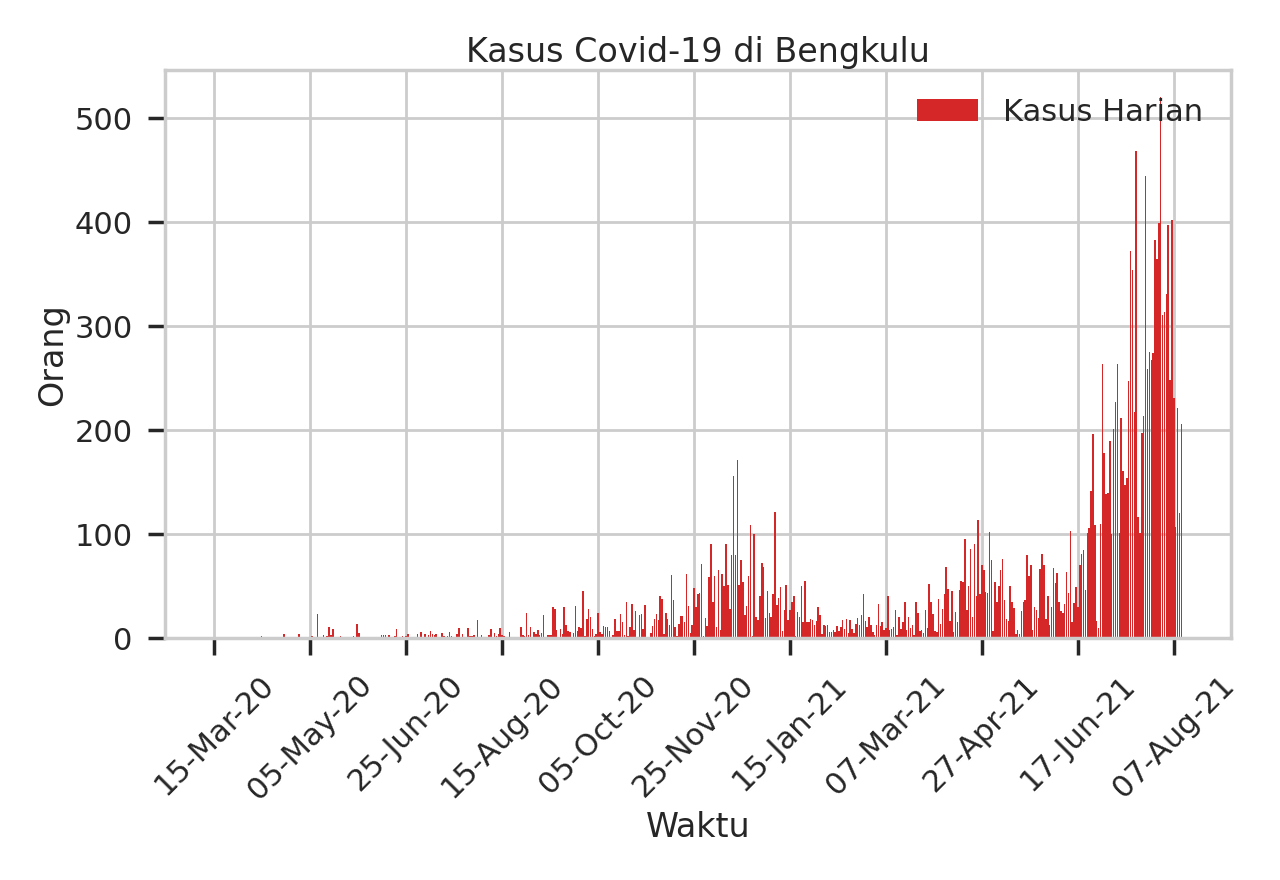 Kasus Covid-19 di Bengkulu
Kasus Harian
Orang
500
400
300
200
100
0
15-Mar-20
05-May-20
25-Jun-20
15-Aug-20
05-Oct-20
25-Nov-20
15-Jan-21
07-Mar-21
27-Apr-21
17-Jun-21
07-Aug-21
Waktu